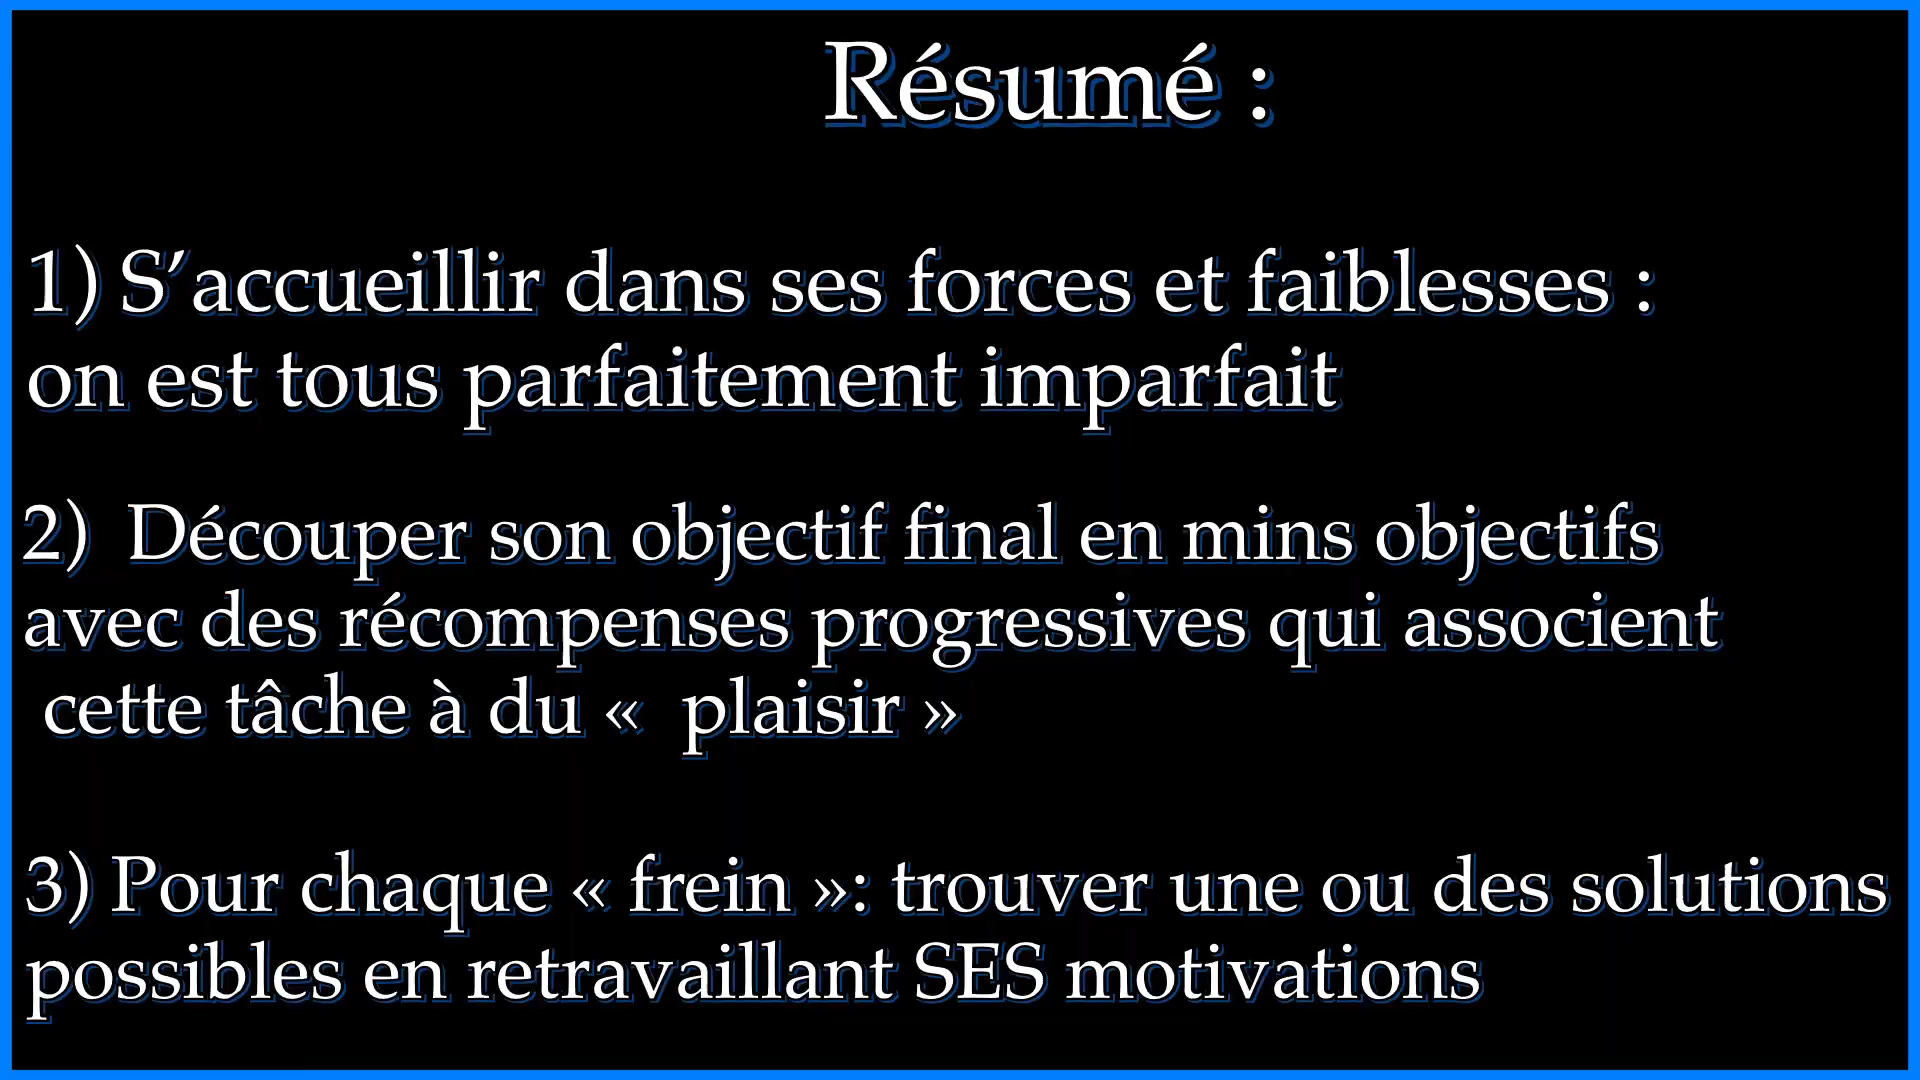 Résumé :
1) S’accueillir dans ses forces et faiblesses :
on est tous parfaitement imparfait
2) Découper son objectif final en mins objectifs
avec des récompenses progressives qui associent
cette tâche à du « plaisir »
3) Pour chaque « frein »: trouver une ou des solutions
possibles en retravaillant SES motivations